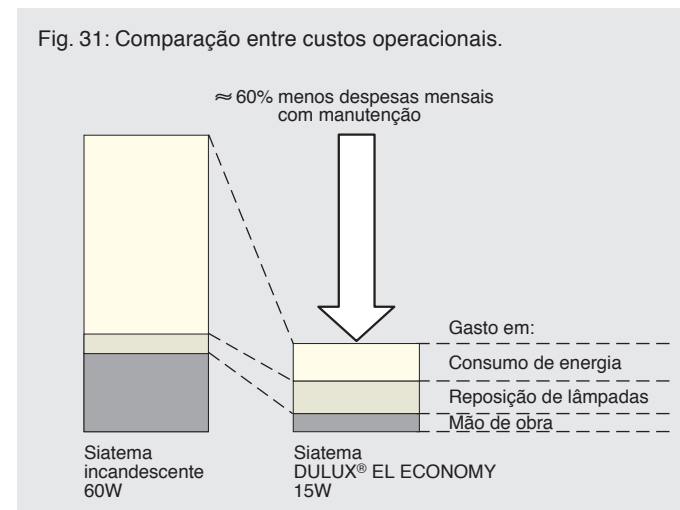 Fig. 31: Comparação entre custos operacionais.
≈ 60% menos despesas mensais
com manutenção
Gasto em:
Consumo de energia
Reposição de lâmpadas
Mão de obra
Siatema
incandescente
60W
Siatema
DULUX® EL ECONOMY
15W